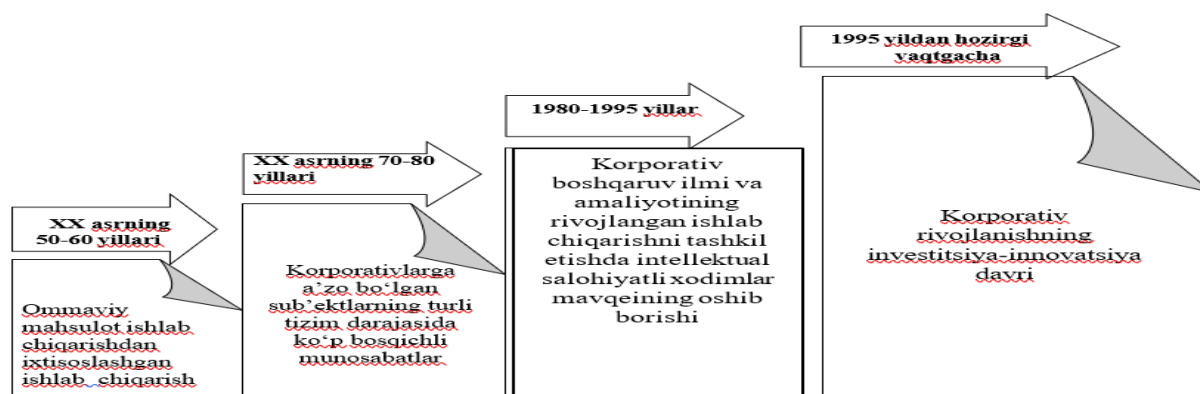 XX asrning
50-60 yillari
Ommaviy
mahsulot ishlab
chiqarishdan
ixtisoslashgan
ishlab chiqarish
XX asrning 70-80
yillari
Korporativlarga
a’zo bo‘lgan
sub’ektlarning turli
tizim darajasida
ko‘p bosqichli
munosabatlar
1980-1995 yillar
Korporativ
boshqaruv ilmi va
amaliyotining
rivojlangan ishlab
chiqarishni tashkil
etishda intellektual
salohiyatli xodimlar
mavqeining oshib
borishi
1995 yildan hozirgi
vaqtgacha
Korporativ
rivojlanishning
investitsiya-innovatsiya
davri